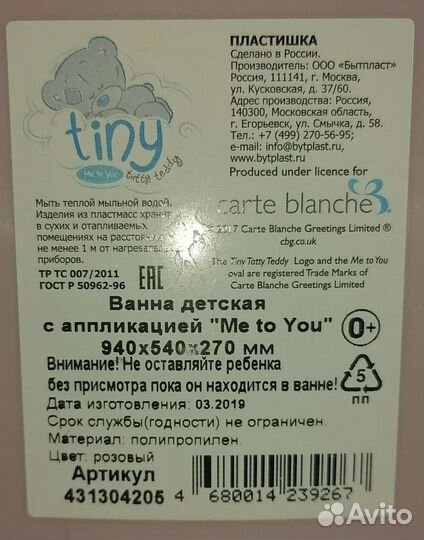 tiny
Me to You
tatty teddy
ПЛАСТИШКА
Сделано в России.
Производитель: ООО «Бытпласт»
Россия, 111141, г. Москва,
ул. Кусковская, д. 37/60.
Адрес производства: Россия,
140300, Московская область,
г. Егорьевск, ул. Смычка, д. 58.
Тел.: +7 (499) 270-56-95;
e-mail: info@bytplast.ru,
www.bytplast.ru
Produced under licence for
carte blanche
©2017 Carte Blanche Greetings Limited ®
cbg.co.uk
The Tiny Tatty Teddy Logo and the Me to You
oval are registered Trade Marks of
Carte Blanche Greetings Limited
Мыть теплой мыльной водой.
Изделия из пластмасс хранить
в сухих и отапливаемых
помещениях на расстоянии
не менее 1 м от нагревательных
приборов.
ТР ТС 007/2011
ГОСТ Р 50962-96
EAC
Ванна детская
с аппликацией "Me to You"
940х540х270 мм
0+
Внимание! Не оставляйте ребенка
без присмотра пока он находится в ванне!
5
ПП
Дата изготовления: 03.2019
Срок службы(годности) не ограничен.
Материал: полипропилен.
Цвет: розовый
Артикул
431304205
4 680014 239267
Avito